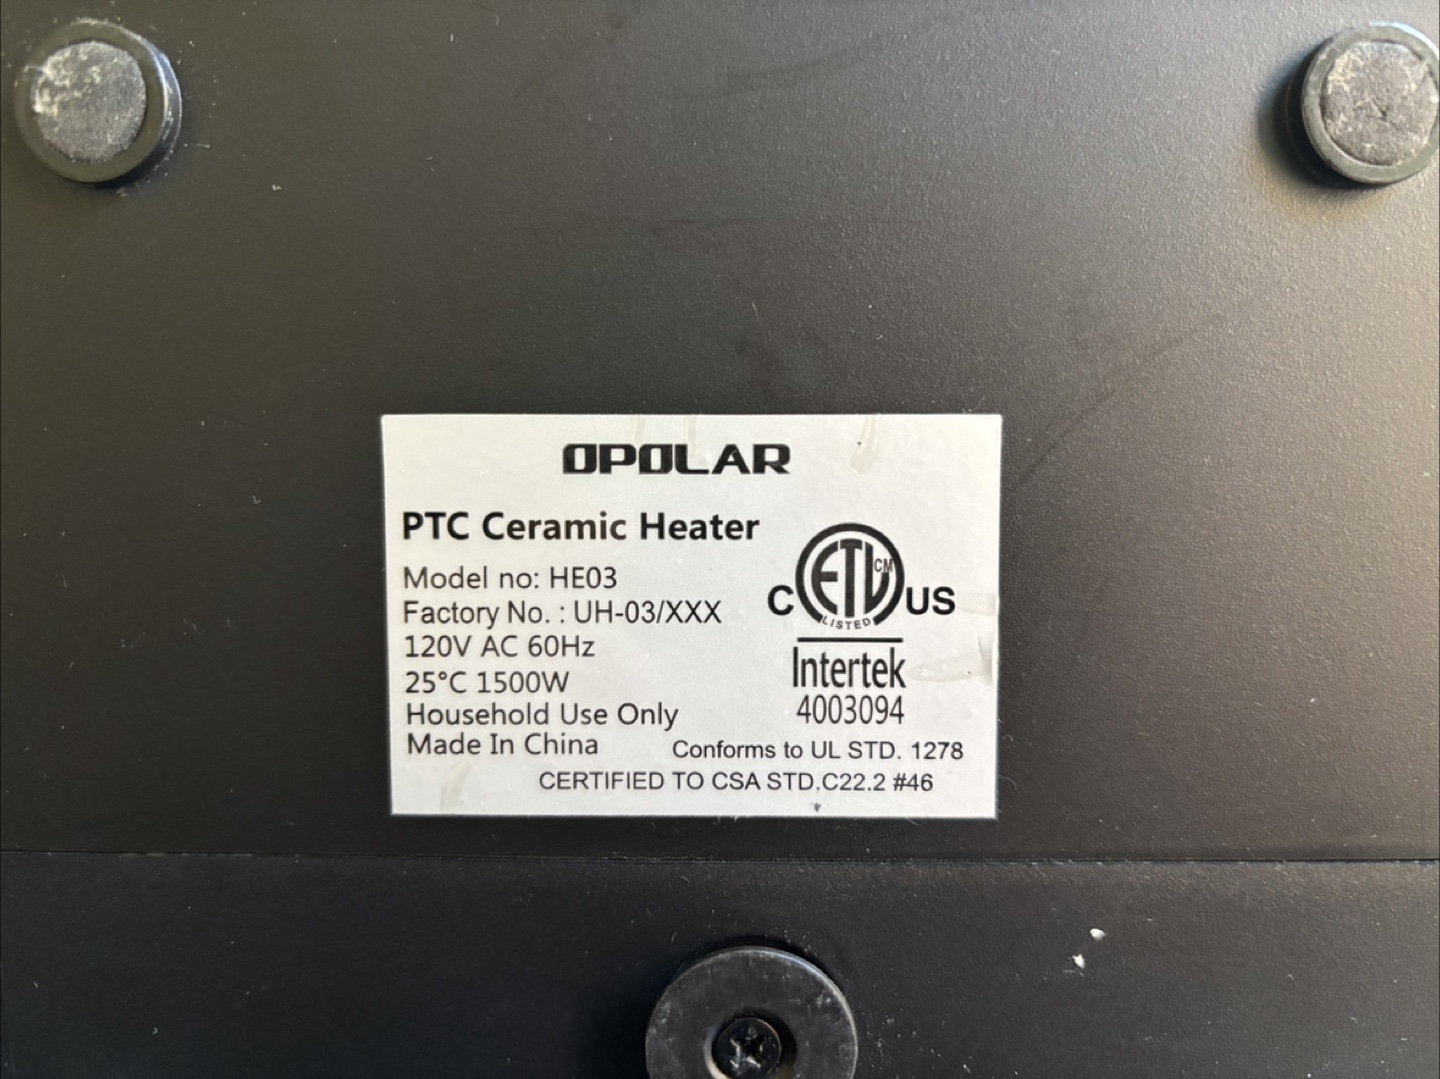 OPOLAR
PTC Ceramic Heater
Model no: HE03
Factory No. : UH-03/XXX
120V AC 60Hz
25°C 1500W
Household Use Only
Made In China
C ETL CM US
LISTED
Intertek
4003094
Conforms to UL STD. 1278
CERTIFIED TO CSA STD.C22.2 #46